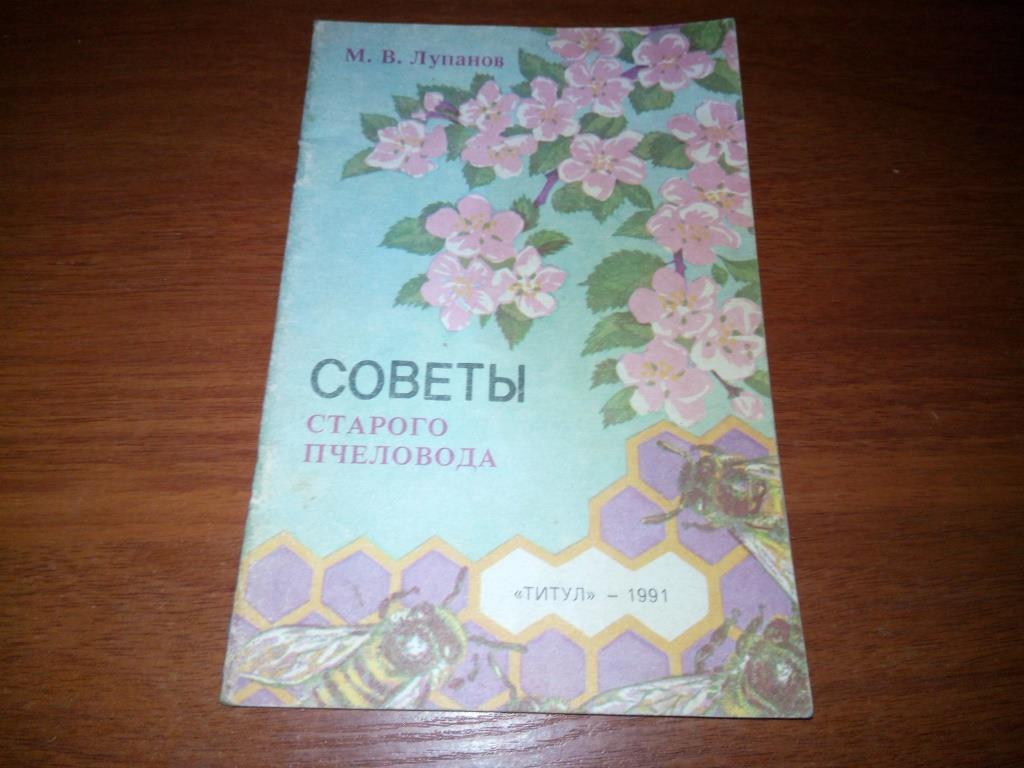 М. В. Лупанов
СОВЕТЫ
СТАРОГО
ПЧЕЛОВОДА
«ТИТУЛ» – 1991